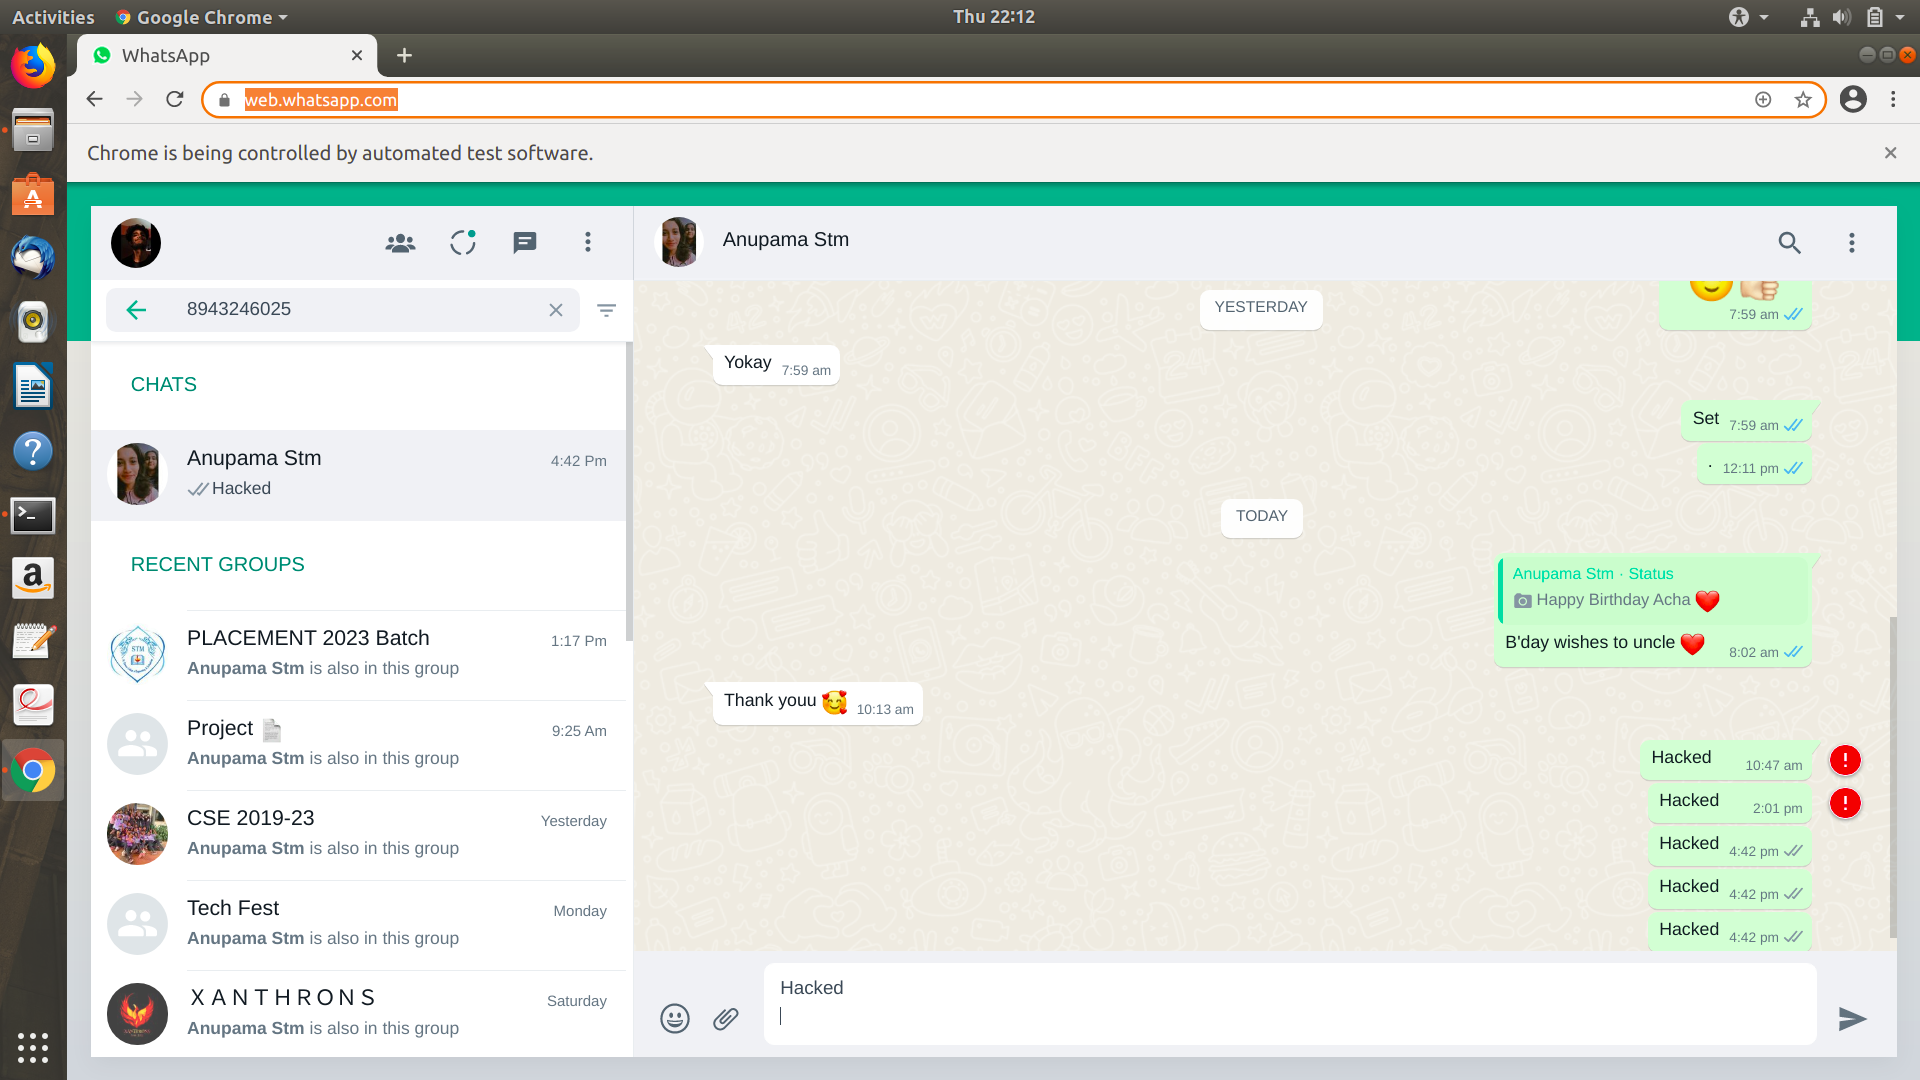 Activities
Google Chrome
Thu 22:12
WhatsApp
web.whatsapp.com
Chrome is being controlled by automated test software.
8943246025
CHATS
Anupama Stm
4:42 Pm
Hacked
RECENT GROUPS
PLACEMENT 2023 Batch
1:17 Pm
Anupama Stm is also in this group
Project
9:25 Am
Anupama Stm is also in this group
CSE 2019-23
Yesterday
Anupama Stm is also in this group
Tech Fest
Monday
Anupama Stm is also in this group
X A N T H R O N S
Saturday
Anupama Stm is also in this group
Anupama Stm
7:59 am
YESTERDAY
Yokay 7:59 am
Set 7:59 am
. 12:11 pm
TODAY
Anupama Stm · Status
Happy Birthday Acha ❤️
B'day wishes to uncle ❤️ 8:02 am
Thank youu 🥰 10:13 am
Hacked 10:47 am
Hacked 2:01 pm
Hacked 4:42 pm
Hacked 4:42 pm
Hacked 4:42 pm
Hacked